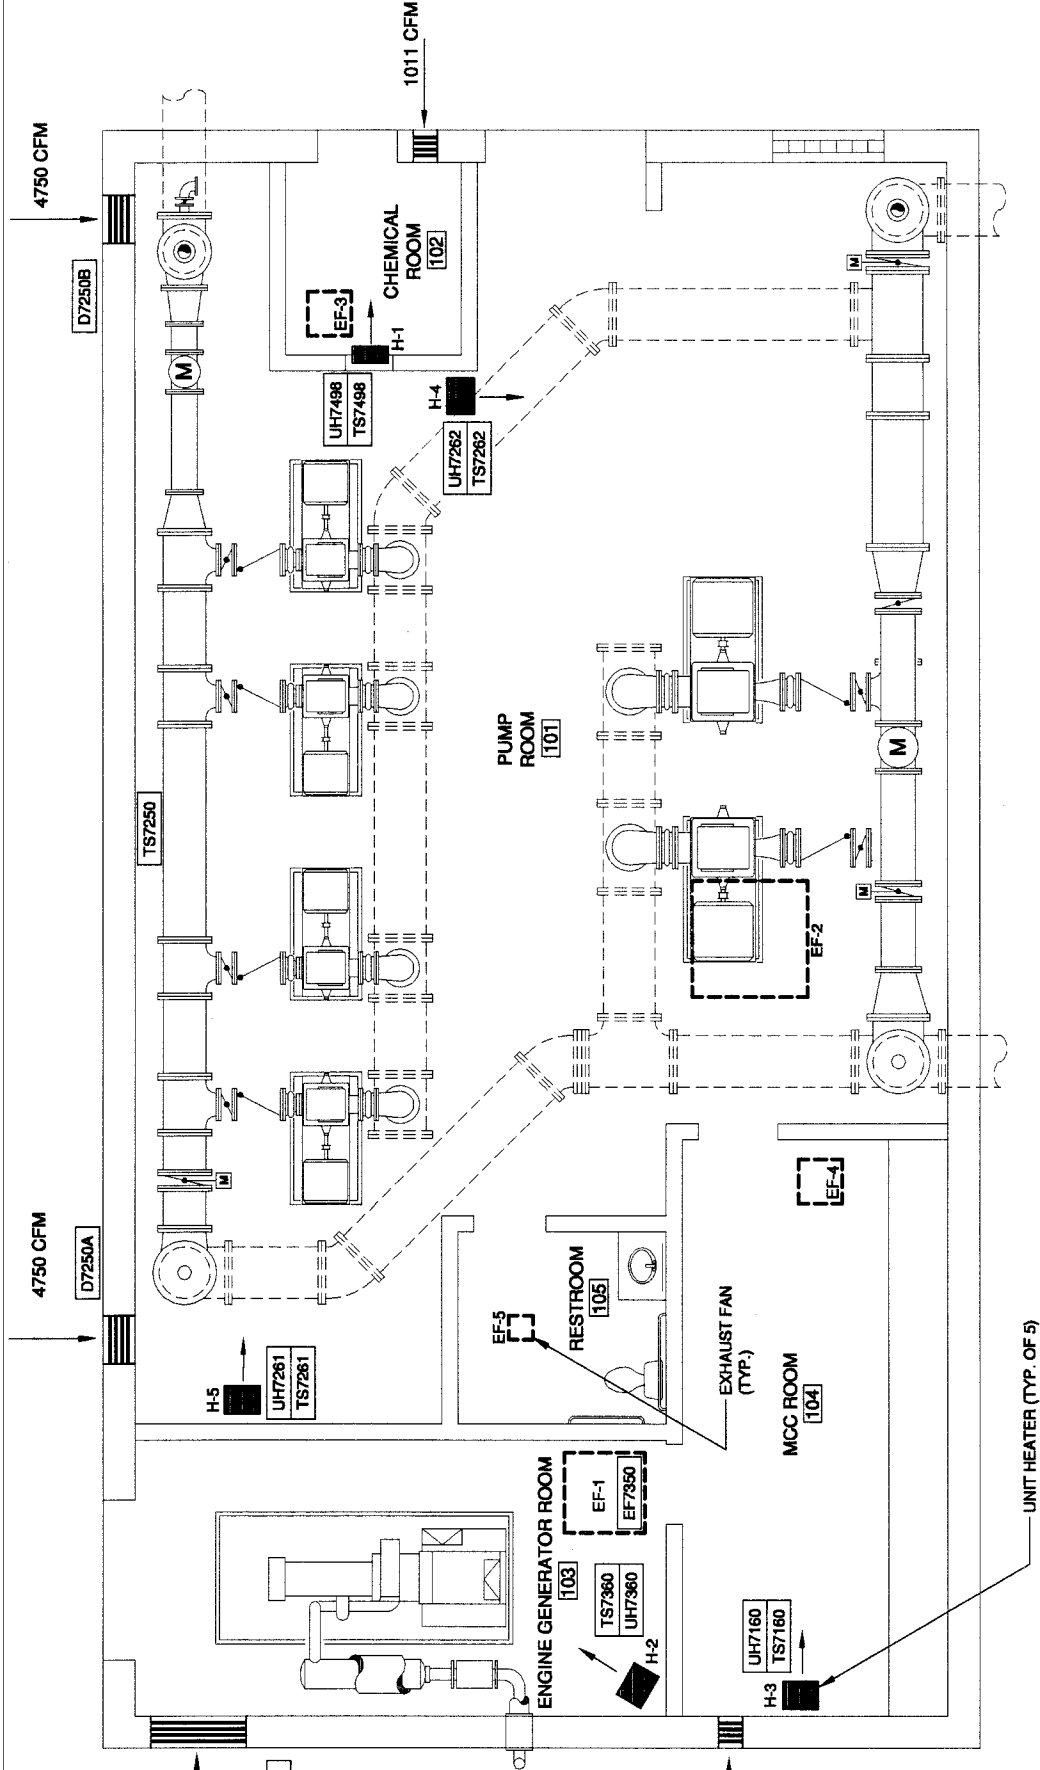 1011 CFM
4750 CFM
D7250B
CHEMICAL
ROOM
102
EF-3
H-1
UH7498
TS7498
H-4
UH7262
TS7262
M
M
M
TS7250
PUMP
ROOM
101
M
M
EF-2
4750 CFM
D7250A
M
EF-4
H-5
UH7261
TS7261
EF-5
RESTROOM
105
EXHAUST FAN
(TYP.)
MCC ROOM
104
ENGINE GENERATOR ROOM
103
EF-1
EF7350
TS7360
UH7360
H-2
UH7160
TS7160
H-3
UNIT HEATER (TYP. OF 5)